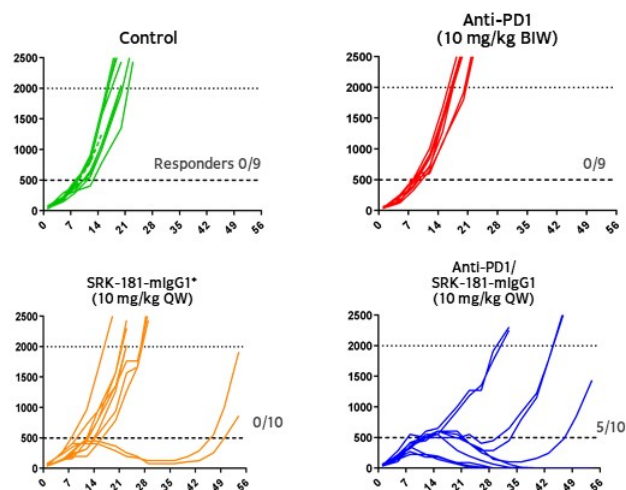 Control
2500
2000
1500
1000
500
0
Responders 0/9
0 7 14 21 28 35 42 49 56
Anti-PD1
(10 mg/kg BIW)
2500
2000
1500
1000
500
0
0/9
0 7 14 21 28 35 42 49 56
SRK-181-mIgG1*
(10 mg/kg QW)
2500
2000
1500
1000
500
0
0/10
0 7 14 21 28 35 42 49 56
Anti-PD1/
SRK-181-mIgG1
(10 mg/kg QW)
2500
2000
1500
1000
500
0
5/10
0 7 14 21 28 35 42 49 56